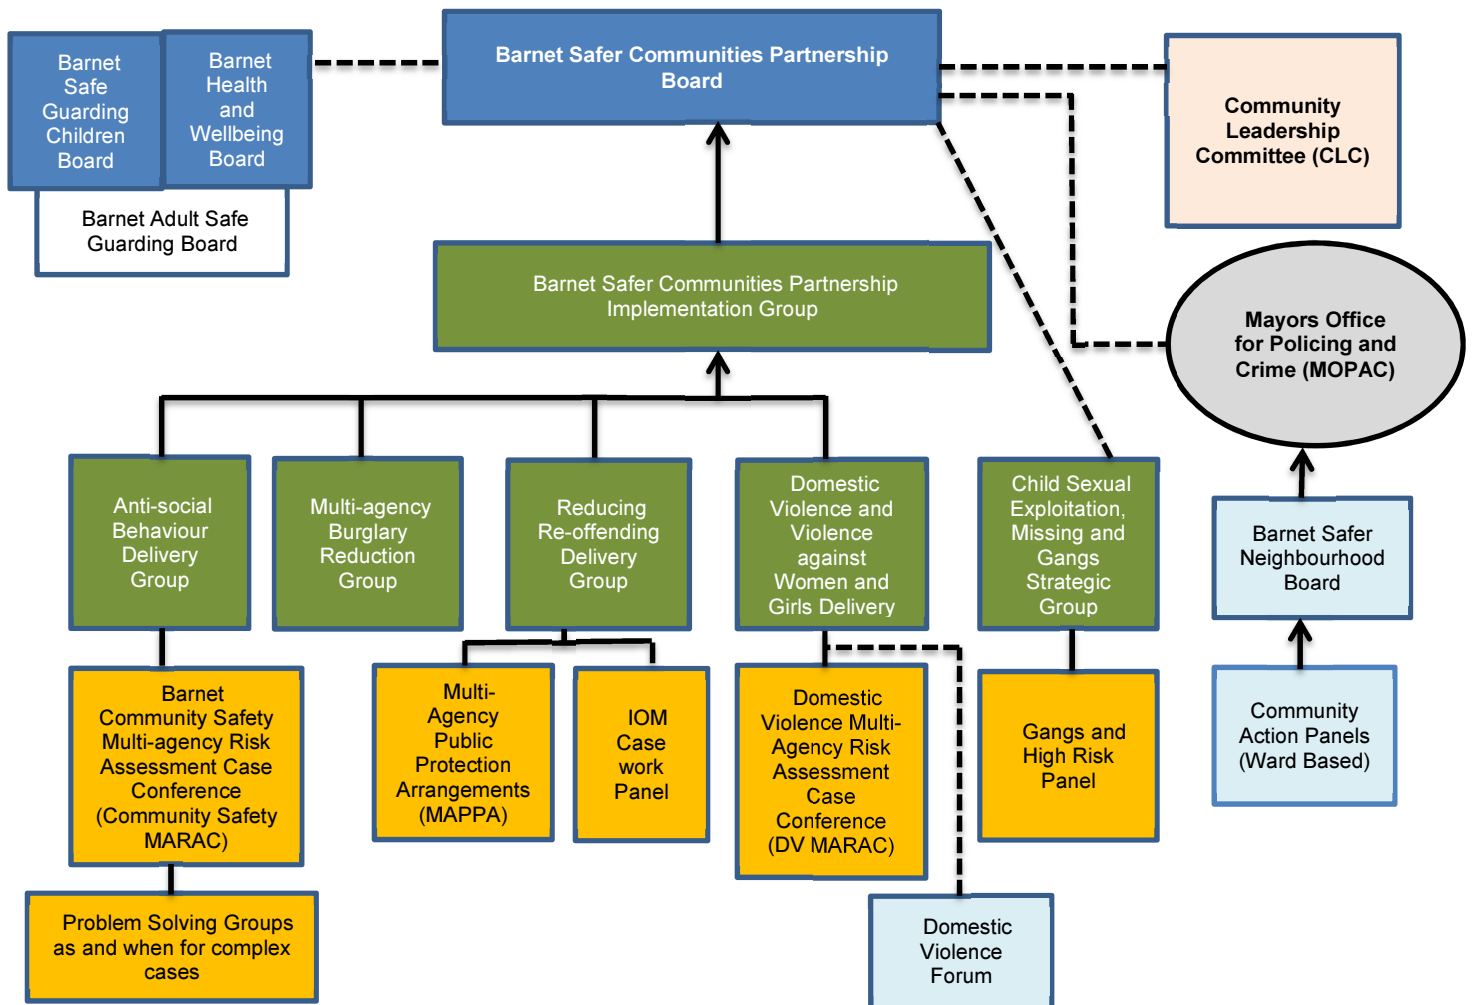 Barnet
Safe
Guarding
Children
Board
Barnet
Health
and
Wellbeing
Board
Barnet Adult Safe
Guarding Board
Barnet Safer Communities Partnership
Board
Community
Leadership
Committee (CLC)
Barnet Safer Communities Partnership
Implementation Group
Mayors Office
for Policing and
Crime (MOPAC)
Anti-social
Behaviour
Delivery
Group
Multi-agency
Burglary
Reduction
Group
Reducing
Re-offending
Delivery
Group
Domestic
Violence and
Violence
against
Women and
Girls Delivery
Child Sexual
Exploitation,
Missing and
Gangs
Strategic
Group
Barnet Safer
Neighbourhood
Board
Barnet
Community Safety
Multi-agency Risk
Assessment Case
Conference
(Community Safety
MARAC)
Multi-
Agency
Public
Protection
Arrangements
(MAPPA)
IOM
Case
work
Panel
Domestic
Violence Multi-
Agency Risk
Assessment
Case
Conference
(DV MARAC)
Gangs and
High Risk
Panel
Community
Action Panels
(Ward Based)
Problem Solving Groups
as and when for complex
cases
Domestic
Violence
Forum